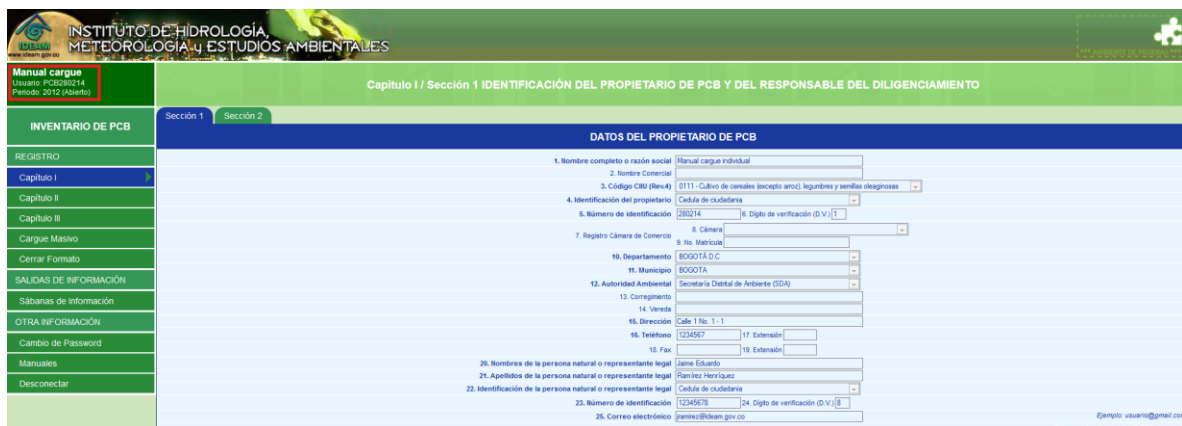 INSTITUTO DE HIDROLOGÍA,
METEOROLOGÍA y ESTUDIOS AMBIENTALES
IDEAM
www.ideam.gov.co
*** AMBIENTE DE PRUEBAS ***
Manual cargue
Usuario: PCB280214
Periodo: 2012 (Abierto)
Capitulo I / Sección 1 IDENTIFICACIÓN DEL PROPIETARIO DE PCB Y DEL RESPONSABLE DEL DILIGENCIAMIENTO
INVENTARIO DE PCB
REGISTRO
Capítulo I
Capítulo II
Capítulo III
Cargue Masivo
Cerrar Formato
SALIDAS DE INFORMACIÓN
Sábanas de Información
OTRA INFORMACIÓN
Cambio de Password
Manuales
Desconectar
Sección 1 Sección 2
DATOS DEL PROPIETARIO DE PCB
1. Nombre completo o razón social Manual cargue individual
2. Nombre Comercial
3. Código CIIU (Rev.4) 0111 - Cultivo de cereales (excepto arroz), legumbres y semillas oleaginosas
4. Identificación del propietario Cedula de ciudadania
5. Número de identificación 280214 6. Dígito de verificación (D.V.) 1
7. Registro Cámara de Comercio
8. Cámara
9. No. Matrícula
10. Departamento BOGOTÁ D.C
11. Municipio BOGOTA
12. Autoridad Ambiental Secretaría Distrital de Ambiente (SDA)
13. Corregimiento
14. Vereda
15. Dirección Calle 1 No. 1 - 1
16. Teléfono 1234567 17. Extensión
18. Fax 19. Extensión
20. Nombres de la persona natural o representante legal Jaime Eduardo
21. Apellidos de la persona natural o representante legal Ramírez Henríquez
22. Identificación de la persona natural o representante legal Cedula de ciudadania
23. Número de identificación 12345678 24. Dígito de verificación (D.V.) 8
25. Correo electrónico jramirez@ideam.gov.co Ejemplo: usuario@gmail.com